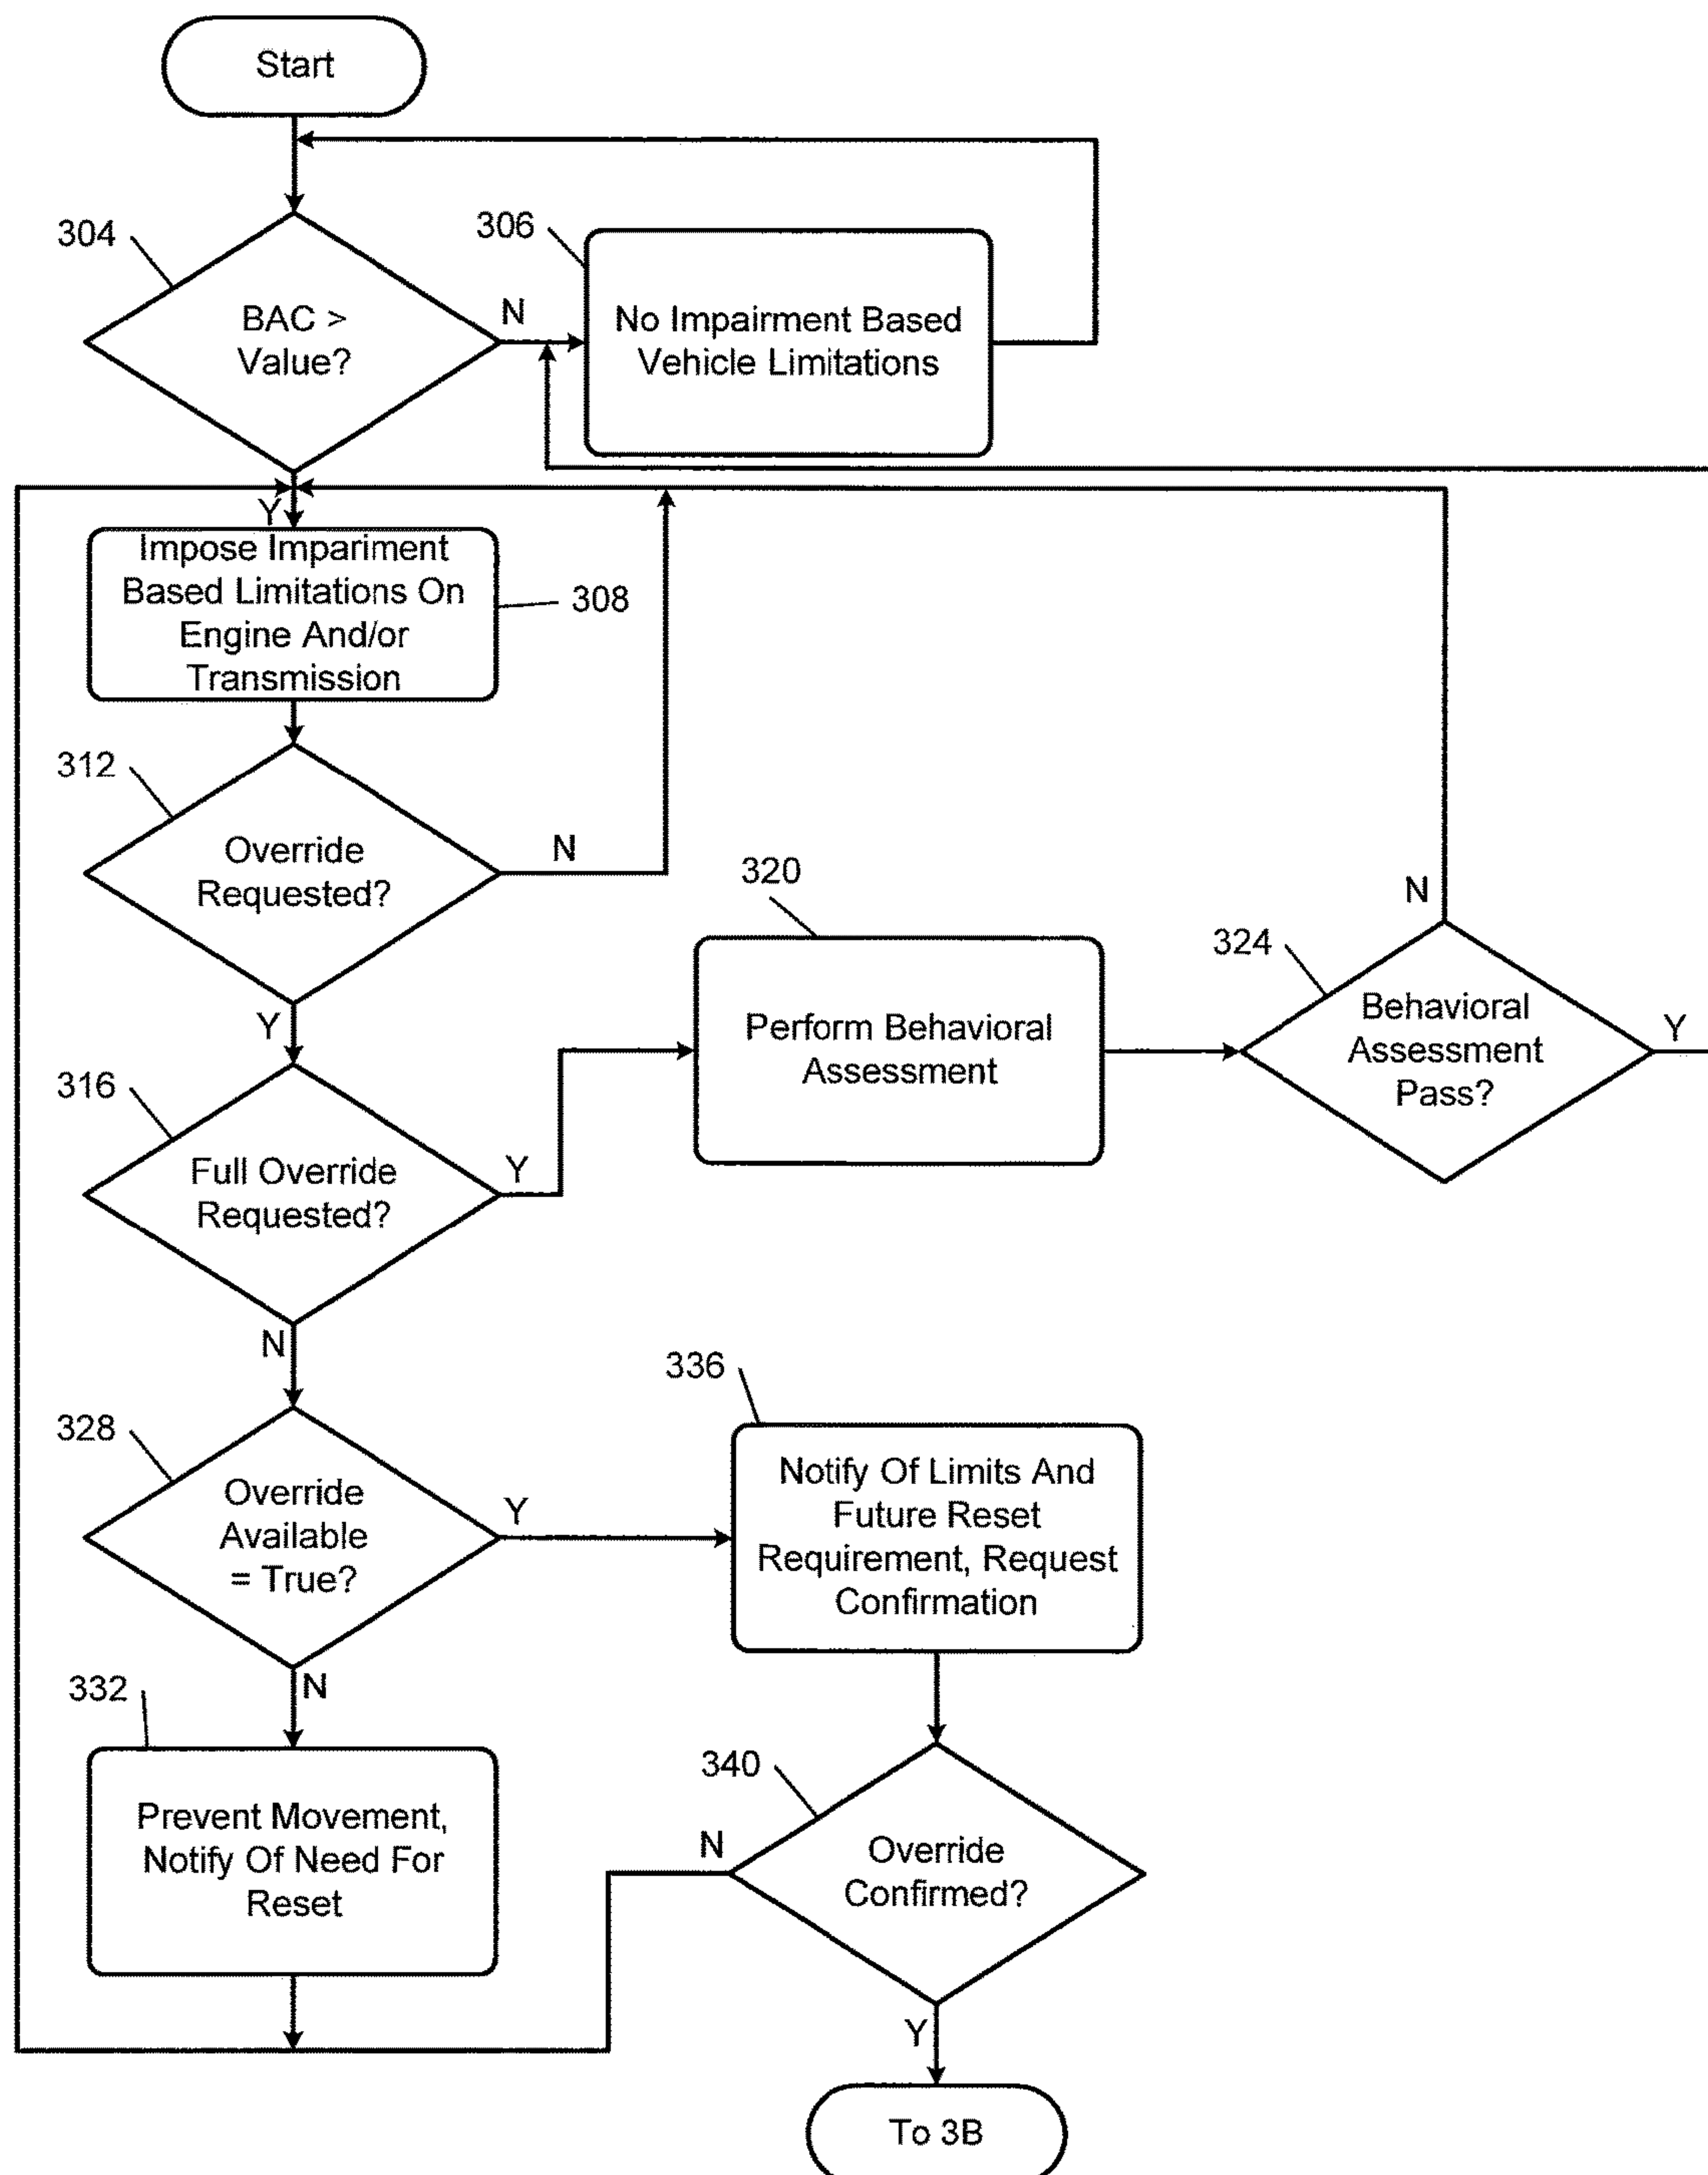 Start
304
BAC >
Value?
N
306
No Impairment Based
Vehicle Limitations
Y
Impose Impariment
Based Limitations On
Engine And/or
Transmission
308
312
Override
Requested?
N
Y
316
Full Override
Requested?
Y
320
Perform Behavioral
Assessment
324
Behavioral
Assessment
Pass?
N
Y
N
328
Override
Available
= True?
Y
336
Notify Of Limits And
Future Reset
Requirement, Request
Confirmation
N
332
Prevent Movement,
Notify Of Need For
Reset
340
Override
Confirmed?
N
Y
To 3B